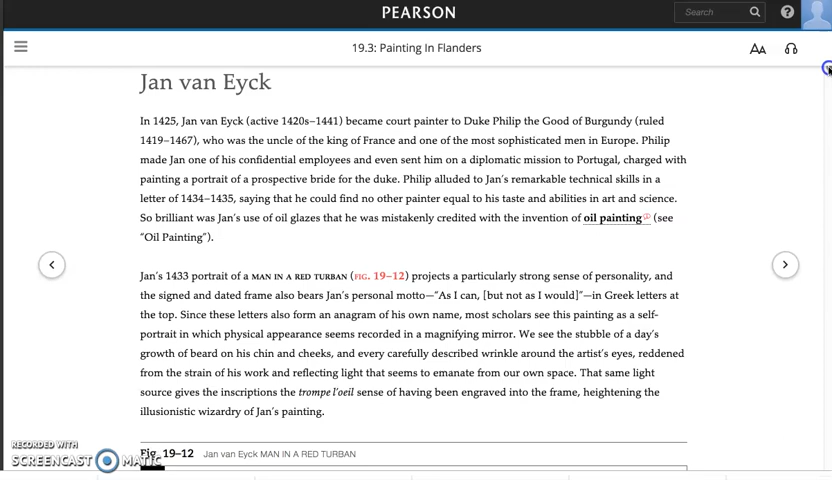 PEARSON
Search
?
19.3: Painting In Flanders
AA
Jan van Eyck
In 1425, Jan van Eyck (active 1420s–1441) became court painter to Duke Philip the Good of Burgundy (ruled
1419–1467), who was the uncle of the king of France and one of the most sophisticated men in Europe. Philip
made Jan one of his confidential employees and even sent him on a diplomatic mission to Portugal, charged with
painting a portrait of a prospective bride for the duke. Philip alluded to Jan's remarkable technical skills in a
letter of 1434–1435, saying that he could find no other painter equal to his taste and abilities in art and science.
So brilliant was Jan's use of oil glazes that he was mistakenly credited with the invention of oil painting (see
"Oil Painting").
Jan's 1433 portrait of a MAN IN A RED TURBAN (FIG. 19–12) projects a particularly strong sense of personality, and
the signed and dated frame also bears Jan's personal motto—"As I can, [but not as I would]"—in Greek letters at
the top. Since these letters also form an anagram of his own name, most scholars see this painting as a self-
portrait in which physical appearance seems recorded in a magnifying mirror. We see the stubble of a day's
growth of beard on his chin and cheeks, and every carefully described wrinkle around the artist's eyes, reddened
from the strain of his work and reflecting light that seems to emanate from our own space. That same light
source gives the inscriptions the trompe l'oeil sense of having been engraved into the frame, heightening the
illusionistic wizardry of Jan's painting.
RECORDED WITH
SCREENCAST MATIC
Fig. 19–12 Jan van Eyck MAN IN A RED TURBAN